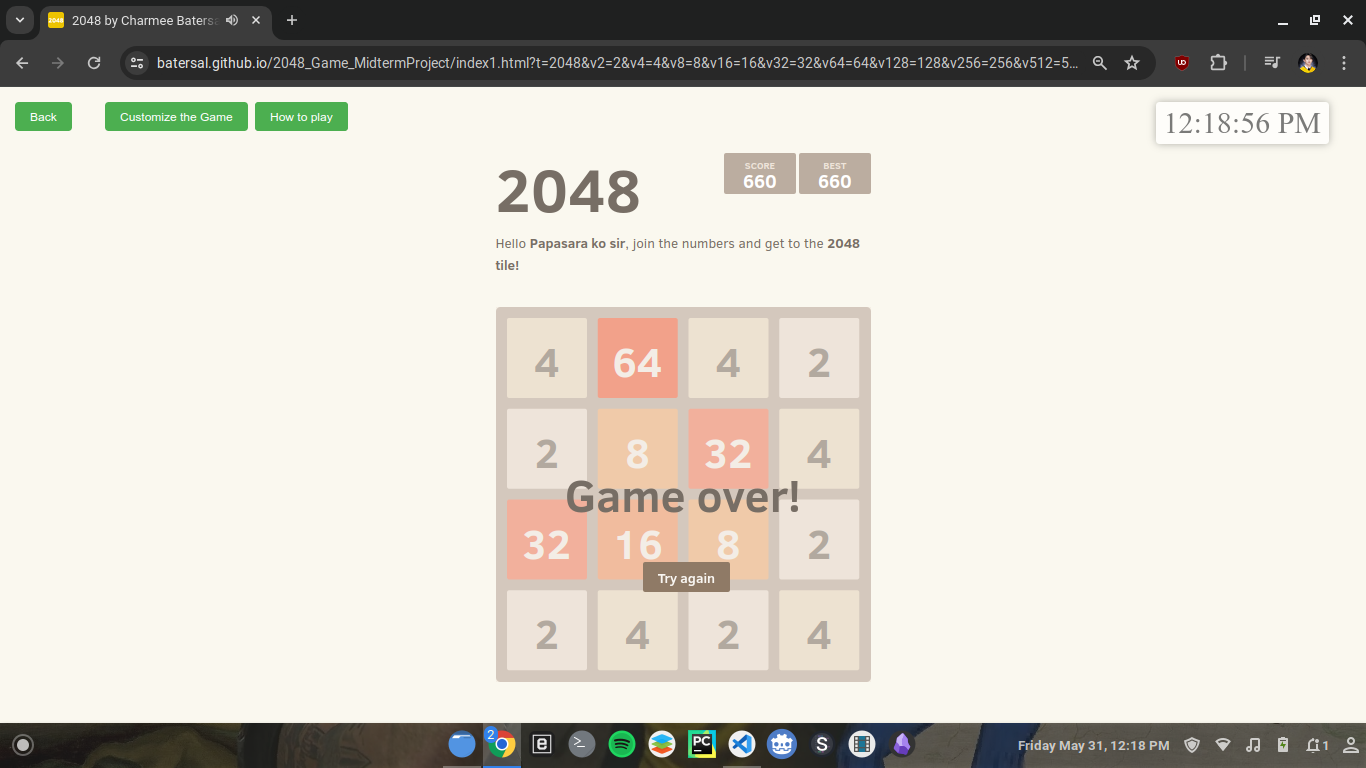 2048 by Charmee Batersa
batersal.github.io/2048_Game_MidtermProject/index1.html?t=2048&v2=2&v4=4&v8=8&v16=16&v32=32&v64=64&v128=128&v256=256&v512=5...
Back
Customize the Game
How to play
12:18:56 PM
2048
SCORE
660
BEST
660
Hello Papasara ko sir, join the numbers and get to the 2048
tile!
4 64 4 2
2 8 32 4
Game over!
32 16 8 2
Try again
2 4 2 4
2
Friday May 31, 12:18 PM
1